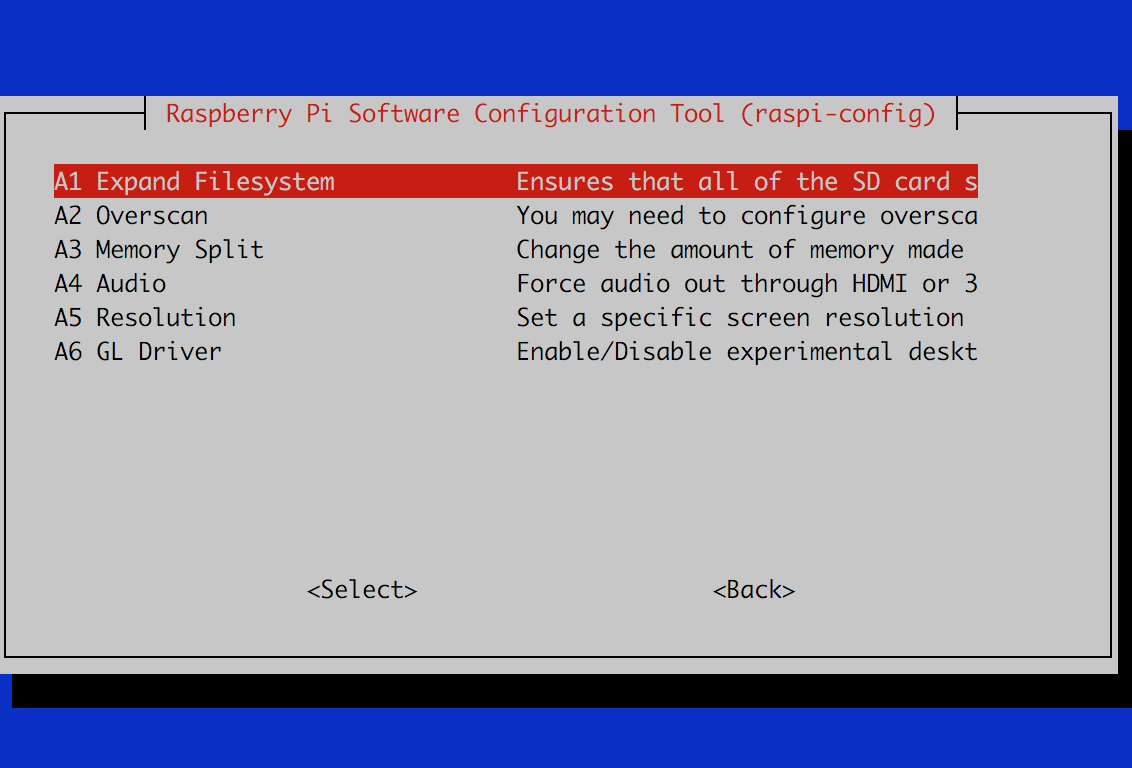 Raspberry Pi Software Configuration Tool (raspi-config)
A1 Expand Filesystem Ensures that all of the SD card s
A2 Overscan You may need to configure oversca
A3 Memory Split Change the amount of memory made
A4 Audio Force audio out through HDMI or 3
A5 Resolution Set a specific screen resolution
A6 GL Driver Enable/Disable experimental deskt
<Select> <Back>